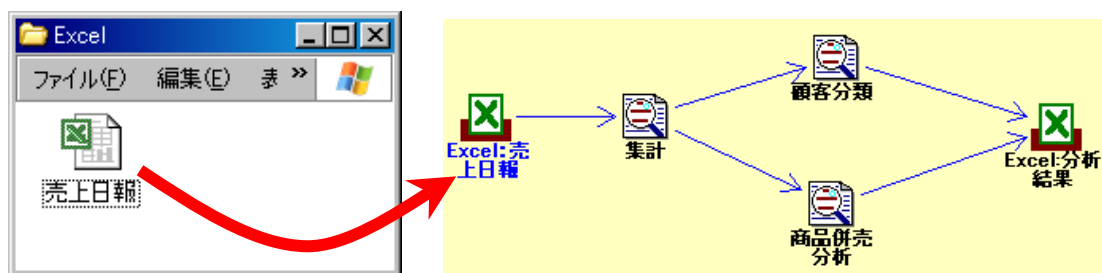 Excel
ファイル(F) 編集(E) 表 »
売上日報
Excel:売
上日報
集計
顧客分類
商品併売
分析
Excel:分析
結果